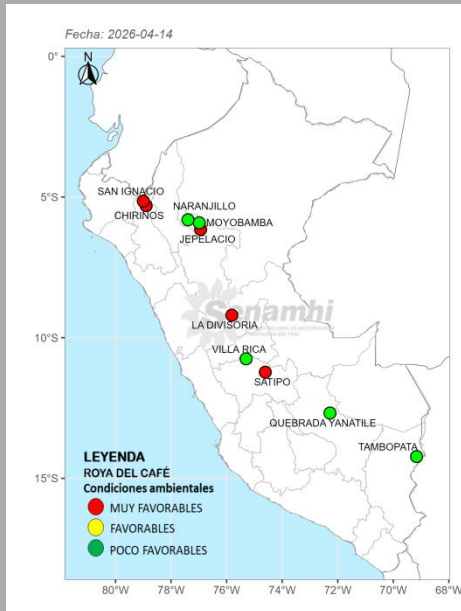 Fecha: 2026-04-14
N
0°
SAN IGNACIO
NARANJILLO
5°S
CHIRINOS
MOYOBAMBA
JEPELACIO
Senamhi
LA DIVISORIA
10°S
VILLA RICA
SATIPO
QUEBRADA YANATILE
TAMBOPATA
LEYENDA
15°S
ROYA DEL CAFÉ
Condiciones ambientales
MUY FAVORABLES
FAVORABLES
POCO FAVORABLES
80°W 78°W 76°W 74°W 72°W 70°W 68°W